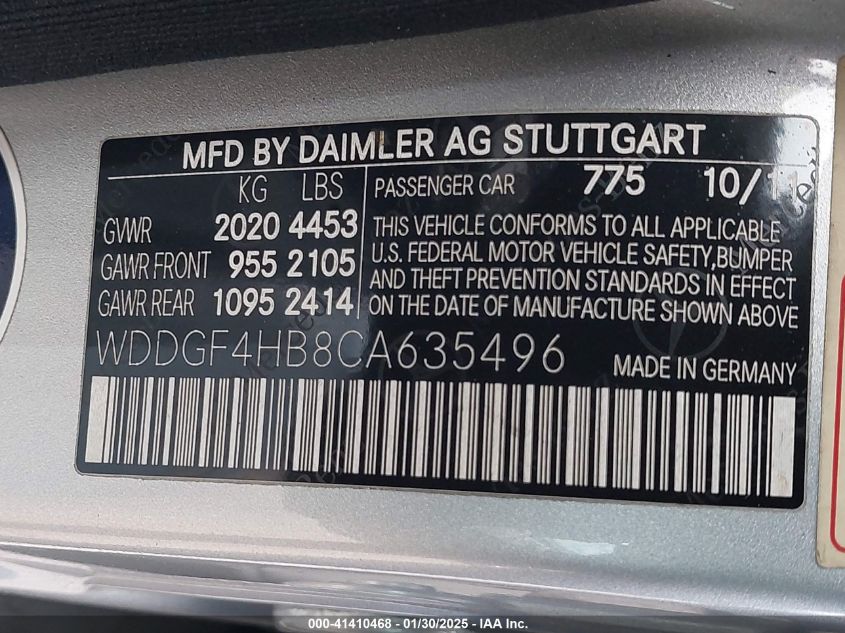 MFD BY DAIMLER AG STUTTGART
KG LBS PASSENGER CAR 775 10/11
GVWR 2020 4453 THIS VEHICLE CONFORMS TO ALL APPLICABLE
GAWR FRONT 955 2105 U.S. FEDERAL MOTOR VEHICLE SAFETY, BUMPER
AND THEFT PREVENTION STANDARDS IN EFFECT
GAWR REAR 1095 2414 ON THE DATE OF MANUFACTURE SHOWN ABOVE
WDDGF4HB8CA635496 MADE IN GERMANY
000-41410468 — 01/30/2025 — IAA Inc.